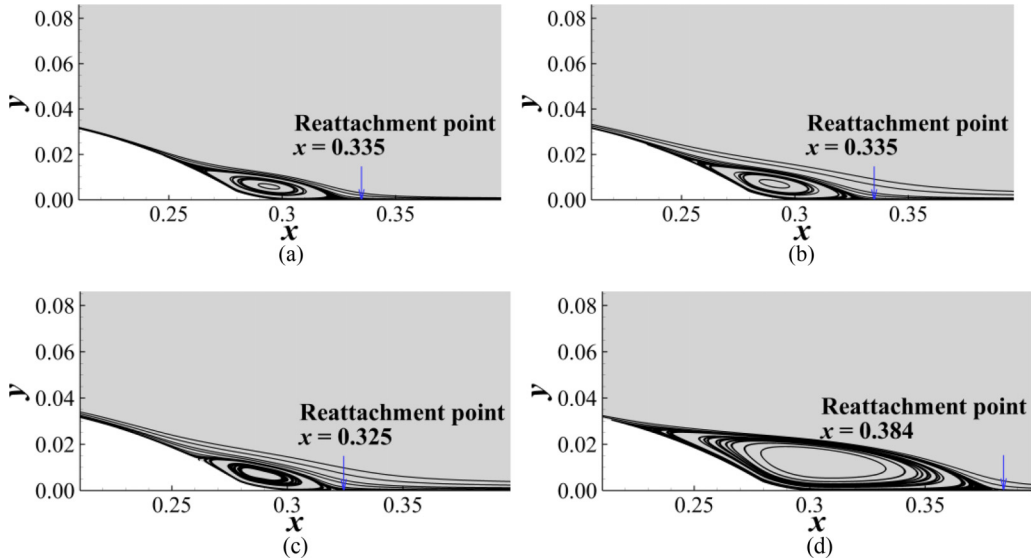 0.08
0.06
y
0.04
Reattachment point
x = 0.335
0.02
0.00
0.25
0.3
0.35
x
(a)
0.08
0.06
y
0.04
Reattachment point
x = 0.335
0.02
0.00
0.25
0.3
0.35
x
(b)
0.08
0.06
y
0.04
Reattachment point
x = 0.325
0.02
0.00
0.25
0.3
0.35
x
(c)
0.08
0.06
y
0.04
Reattachment point
x = 0.384
0.02
0.00
0.25
0.3
0.35
x
(d)